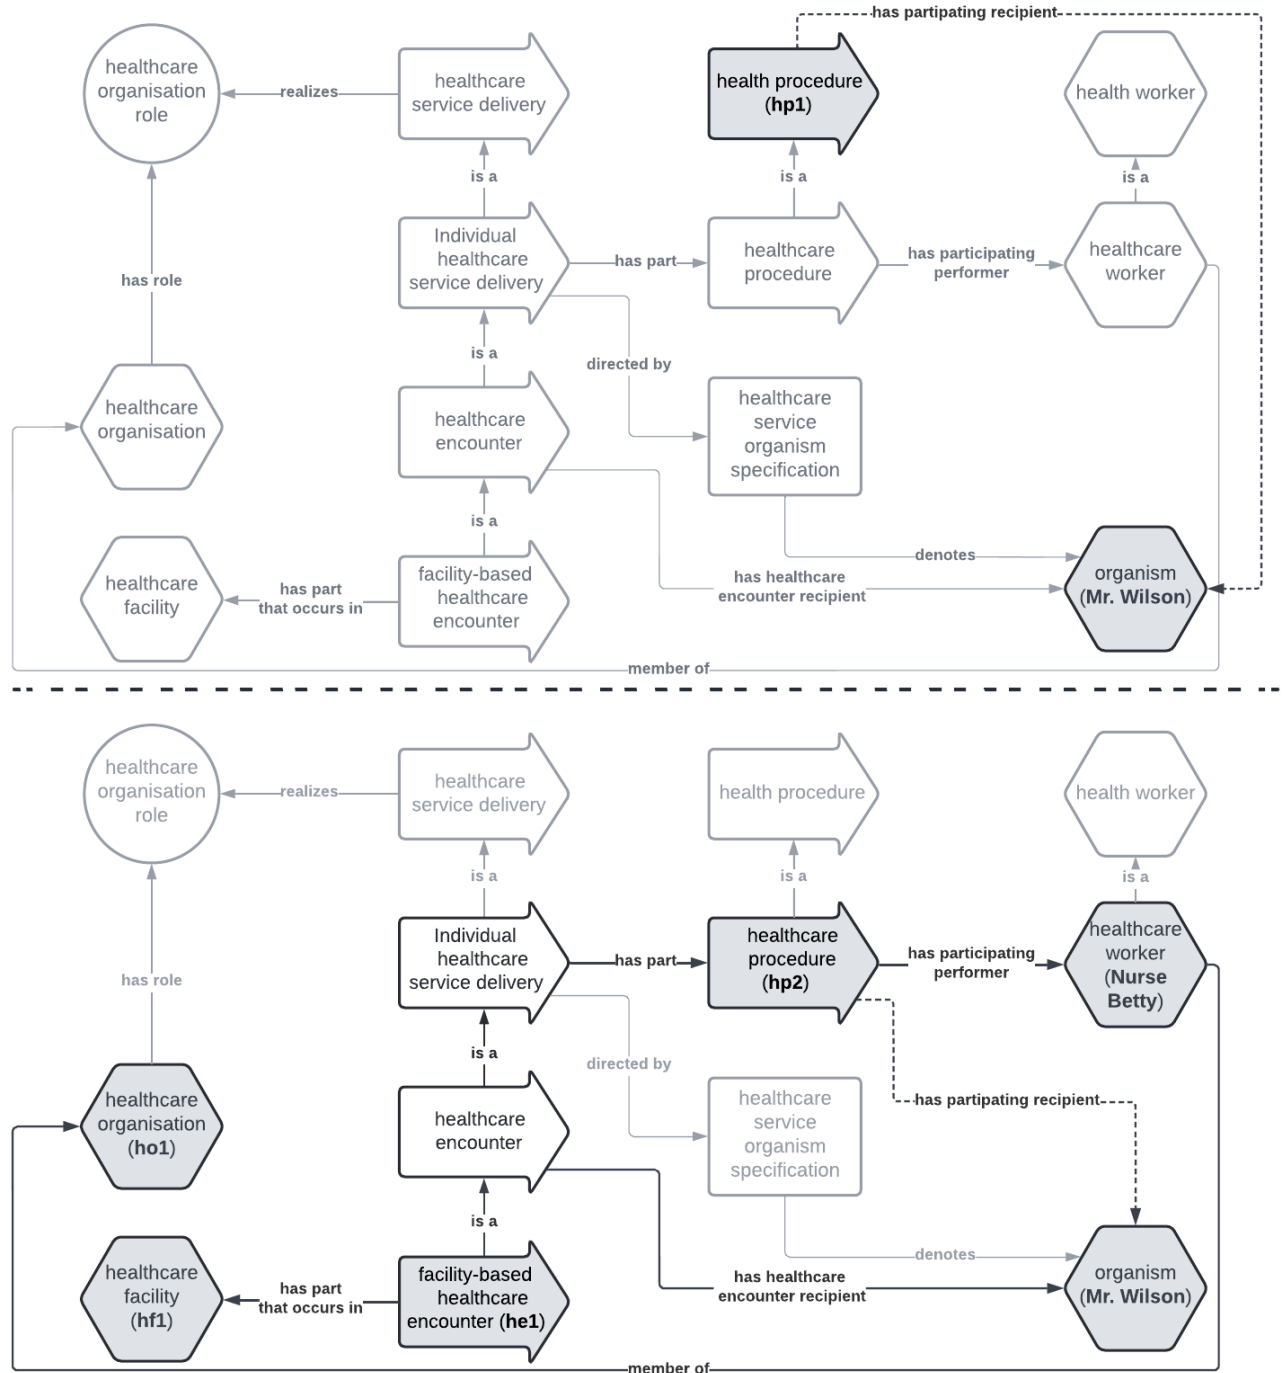 has partipating recipient
healthcare
organisation
role
realizes
healthcare
service delivery
health procedure
(hp1)
health worker
is a
is a
is a
has role
Individual
healthcare
service delivery
has part
healthcare
procedure
has participating
performer
healthcare
worker
is a
directed by
healthcare
organisation
healthcare
encounter
healthcare
service
organism
specification
is a
healthcare
facility
has part
that occurs in
facility-based
healthcare
encounter
denotes
has healthcare
encounter recipient
organism
(Mr. Wilson)
member of
healthcare
organisation
role
realizes
healthcare
service delivery
health procedure
health worker
is a
is a
is a
has role
Individual
healthcare
service delivery
has part
healthcare
procedure
(hp2)
has participating
performer
healthcare
worker
(Nurse
Betty)
is a
directed by
healthcare
organisation
(ho1)
healthcare
encounter
healthcare
service
organism
specification
has partipating recipient
is a
healthcare
facility
(hf1)
has part
that occurs in
facility-based
healthcare
encounter (he1)
denotes
has healthcare
encounter recipient
organism
(Mr. Wilson)
member of